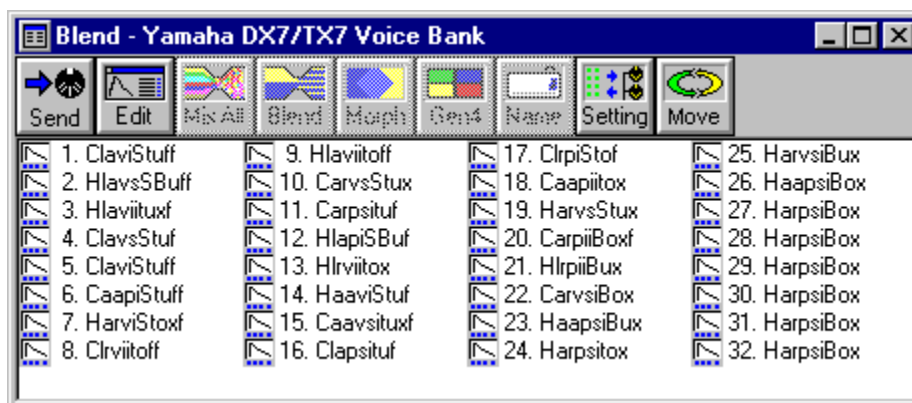 Blend - Yamaha DX7/TX7 Voice Bank
Send Edit Mix All Blend Morph Gen4 Name Setting Move
1. ClaviStuff
2. HlavsSBuff
3. Hlaviituxf
4. ClavsStuf
5. ClaviStuff
6. CaapiStuff
7. HarviStoxf
8. Clrviitoff
9. Hlaviitoff
10. CarvsStux
11. Carpsituf
12. HlapiSBuf
13. Hlrviitox
14. HaaviStuf
15. Caavsituxf
16. Clapsituf
17. ClrpiStof
18. Caapiitox
19. HarvsStux
20. CarpiiBoxf
21. HlrpiiBux
22. CarvsiBox
23. HaapsiBux
24. Harpsitox
25. HarvsiBux
26. HaapsiBox
27. HarpsiBox
28. HarpsiBox
29. HarpsiBox
30. HarpsiBox
31. HarpsiBox
32. HarpsiBox